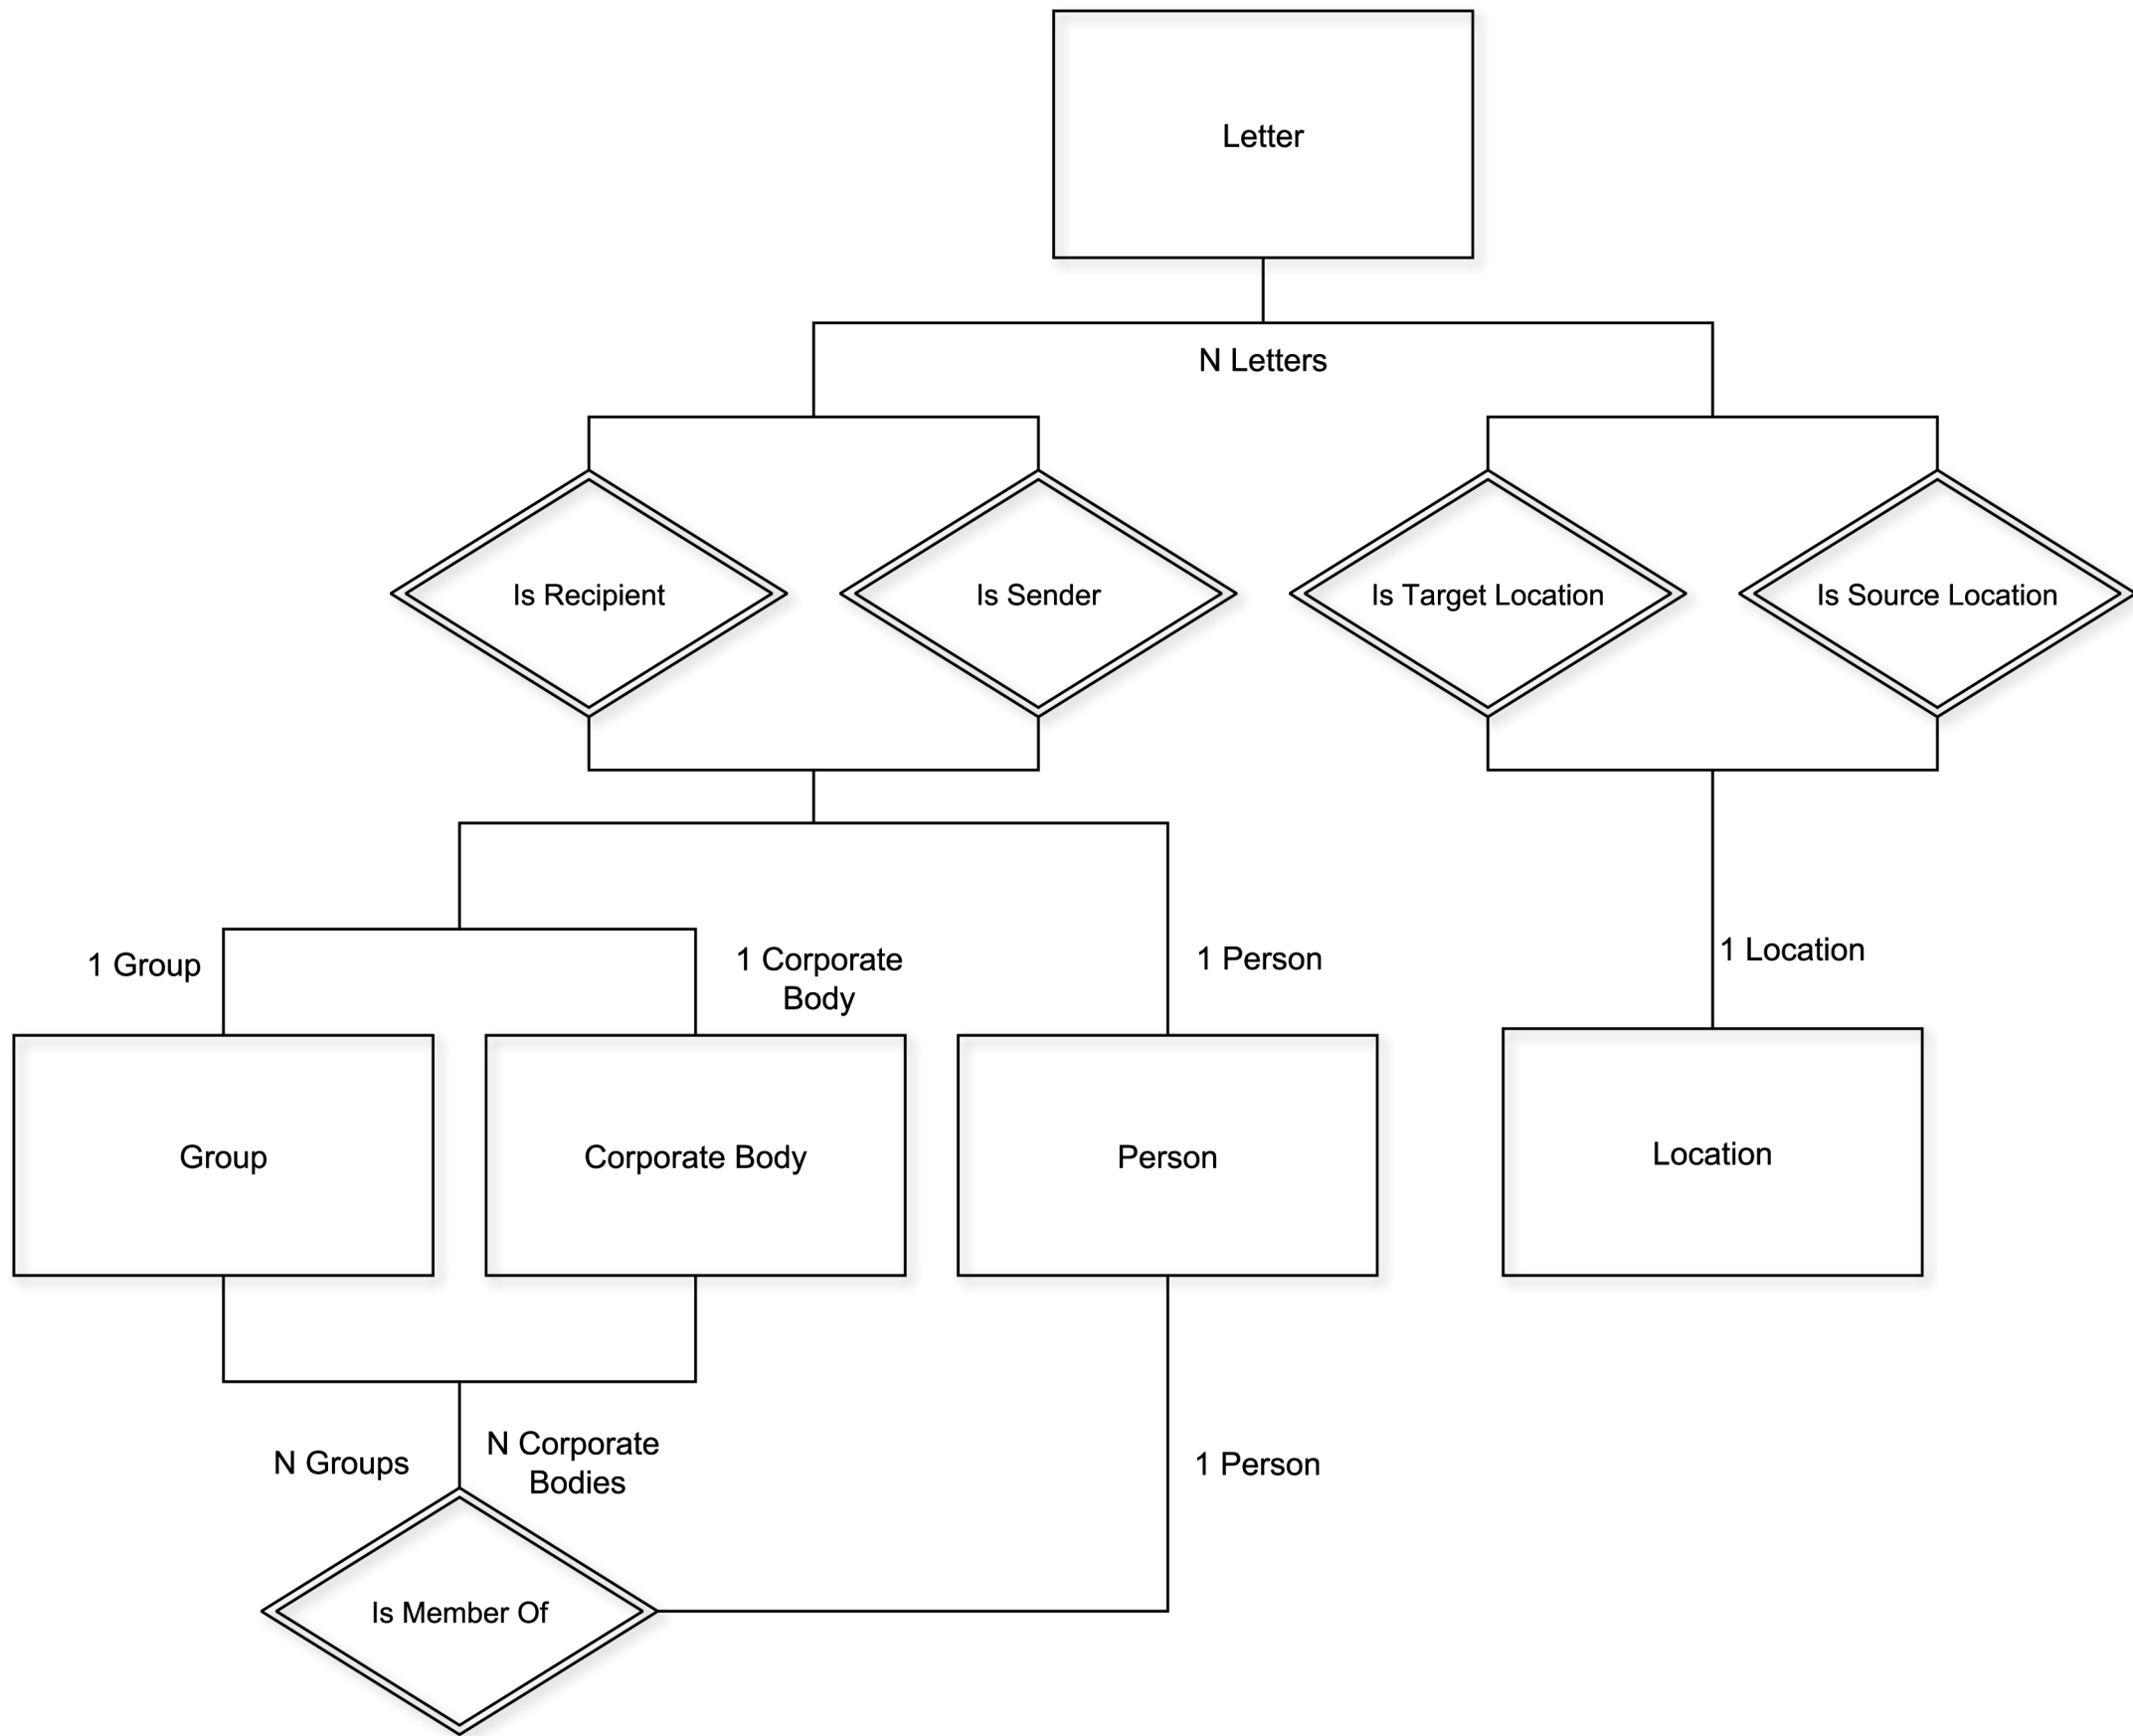 Letter
N Letters
Is Recipient
Is Sender
Is Target Location
Is Source Location
1 Group
1 Corporate
Body
1 Person
1 Location
Group
Corporate Body
Person
Location
N Groups
N Corporate
Bodies
1 Person
Is Member Of